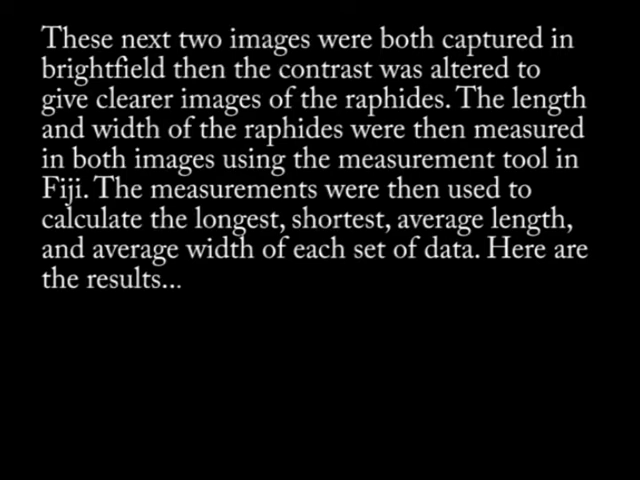 These next two images were both captured in
brightfield then the contrast was altered to
give clearer images of the raphides. The length
and width of the raphides were then measured
in both images using the measurement tool in
Fiji. The measurements were then used to
calculate the longest, shortest, average length,
and average width of each set of data. Here are
the results...